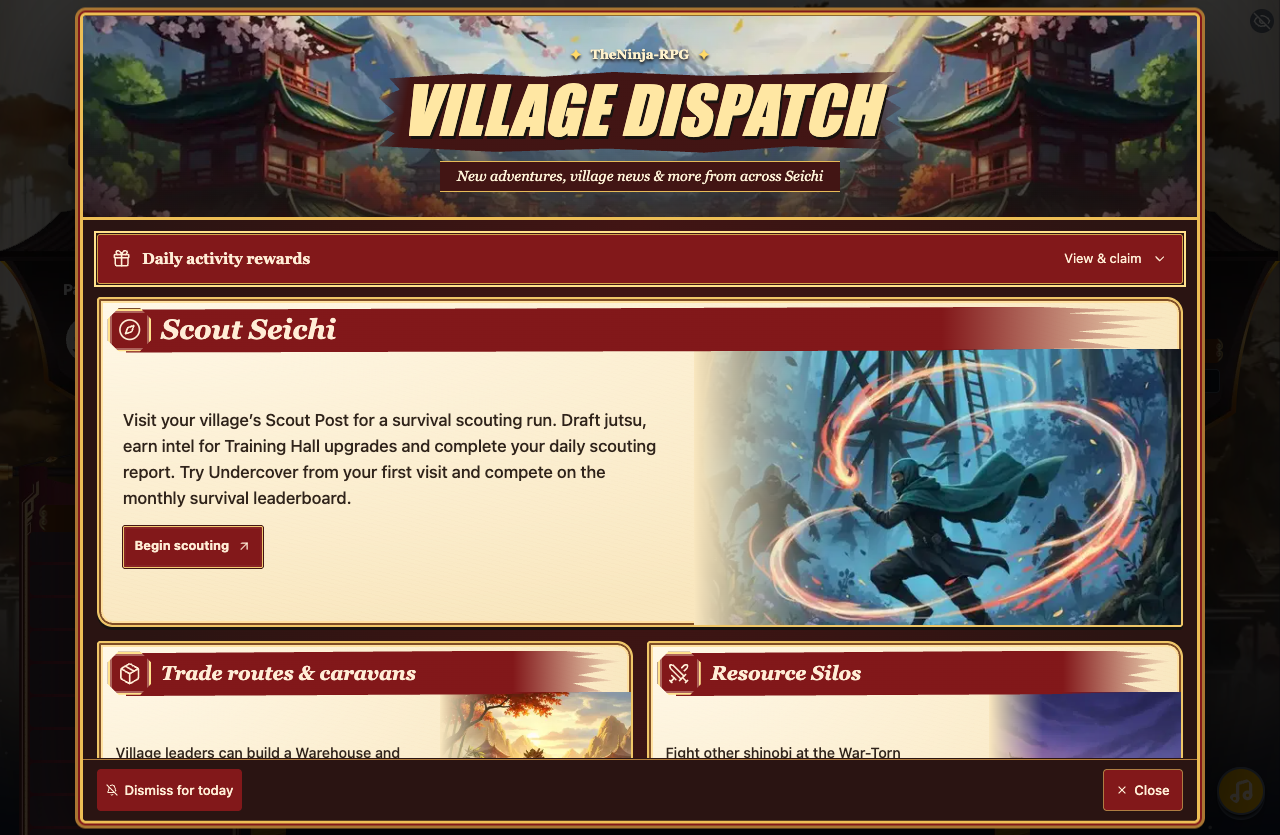 TheNinja-RPG
VILLAGE DISPATCH
New adventures, village news & more from across Seichi
Daily activity rewards
View & claim
Scout Seichi
Visit your village’s Scout Post for a survival scouting run. Draft jutsu,
earn intel for Training Hall upgrades and complete your daily scouting
report. Try Undercover from your first visit and compete on the
monthly survival leaderboard.
Begin scouting
Trade routes & caravans
Resource Silos
Village leaders can build a Warehouse and
Fight other shinobi at the War-Torn
Dismiss for today
Close